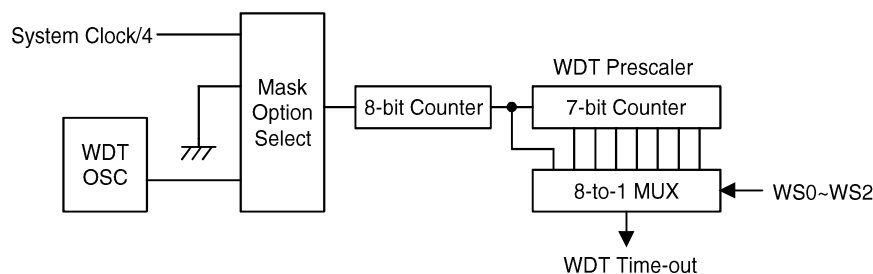 System Clock/4
WDT
OSC
Mask
Option
Select
8-bit Counter
WDT Prescaler
7-bit Counter
8-to-1 MUX
WS0~WS2
WDT Time-out